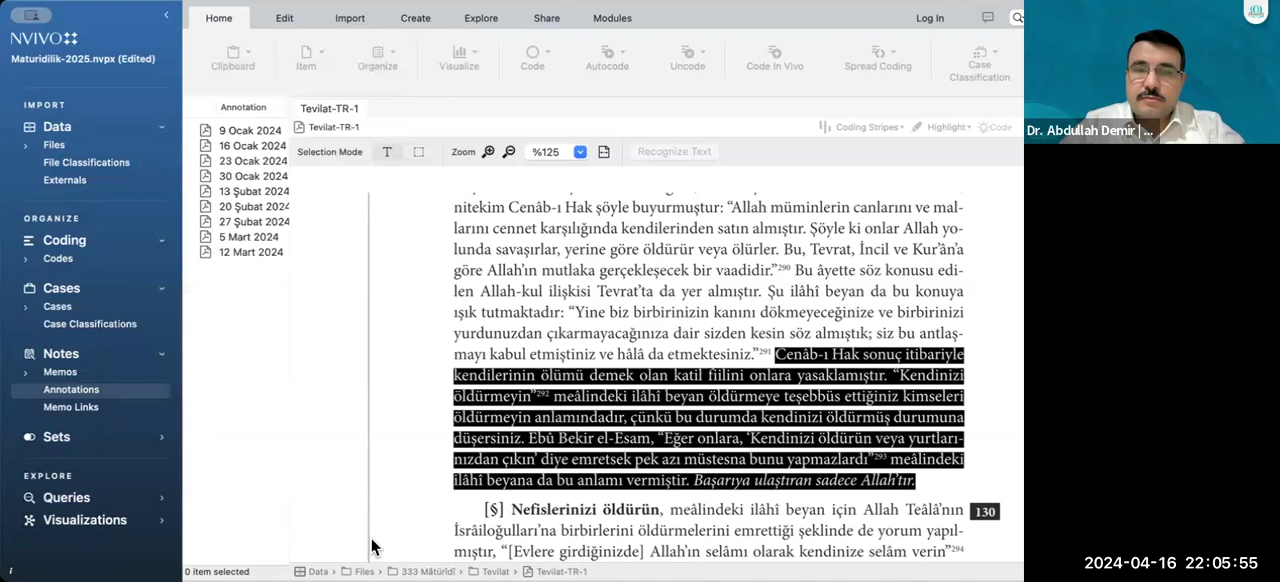 Home Edit Import Create Explore Share Modules Log In
NVIVO
Maturidilik-2025.nvpx (Edited)
Clipboard Item Organize Visualize Code Autocode Uncode Code In Vivo Spread Coding Case Classification
Dr. Abdullah Demir | ...
IMPORT
Data
Files
File Classifications
Externals
ORGANIZE
Coding
Codes
Cases
Cases
Case Classifications
Notes
Memos
Annotations
Memo Links
Sets
EXPLORE
Queries
Visualizations
Annotation
9 Ocak 2024
16 Ocak 2024
23 Ocak 2024
30 Ocak 2024
13 Şubat 2024
20 Şubat 2024
27 Şubat 2024
5 Mart 2024
12 Mart 2024
0 item selected
Tevilat-TR-1
Tevilat-TR-1 Coding Stripes Highlight Code
Selection Mode T Zoom %125 Recognize Text
nitekim Cenâb-ı Hak şöyle buyurmuştur: “Allah müminlerin canlarını ve mal-
larını cennet karşılığında kendilerinden satın almıştır. Şöyle ki onlar Allah yo-
lunda savaşırlar, yerine göre öldürür veya ölürler. Bu, Tevrat, İncil ve Kur’ân’a
göre Allah’ın mutlaka gerçekleşecek bir vaadidir.”290 Bu âyette söz konusu edi-
len Allah-kul ilişkisi Tevrat’ta da yer almıştır. Şu ilâhî beyan da bu konuya
ışık tutmaktadır: “Yine biz birbirinizin kanını dökmeyeceğinize ve birbirinizi
yurdunuzdan çıkarmayacağınıza dair sizden kesin söz almıştık; siz bu antlaş-
mayı kabul etmiştiniz ve hâlâ da etmektesiniz.”291 Cenâb-ı Hak sonuç itibariyle
kendilerinin ölümü demek olan katil fiilini onlara yasaklamıştır. “Kendinizi
öldürmeyin”292 meâlindeki ilâhî beyan öldürmeye teşebbüs ettiğiniz kimseleri
öldürmeyin anlamındadır, çünkü bu durumda kendinizi öldürmüş durumuna
düşersiniz. Ebû Bekir el-Esam, “Eğer onlara, ‘Kendinizi öldürün veya yurtları-
nızdan çıkın’ diye emretsek pek azı müstesna bunu yapmazlardı”293 meâlindeki
ilâhî beyana da bu anlamı vermiştir. Başarıya ulaştıran sadece Allah’tır.
[§] Nefislerinizi öldürün, meâlindeki ilâhî beyan için Allah Teâlâ’nın 130
İsrâiloğulları’na birbirlerini öldürmelerini emrettiği şeklinde de yorum yapıl-
mıştır, “[Evlere girdiğinizde] Allah’ın selâmı olarak kendinize selâm verin”294
Data > Files > 333 Mâtürîdî > Tevilat > Tevilat-TR-1
2024-04-16 22:05:55